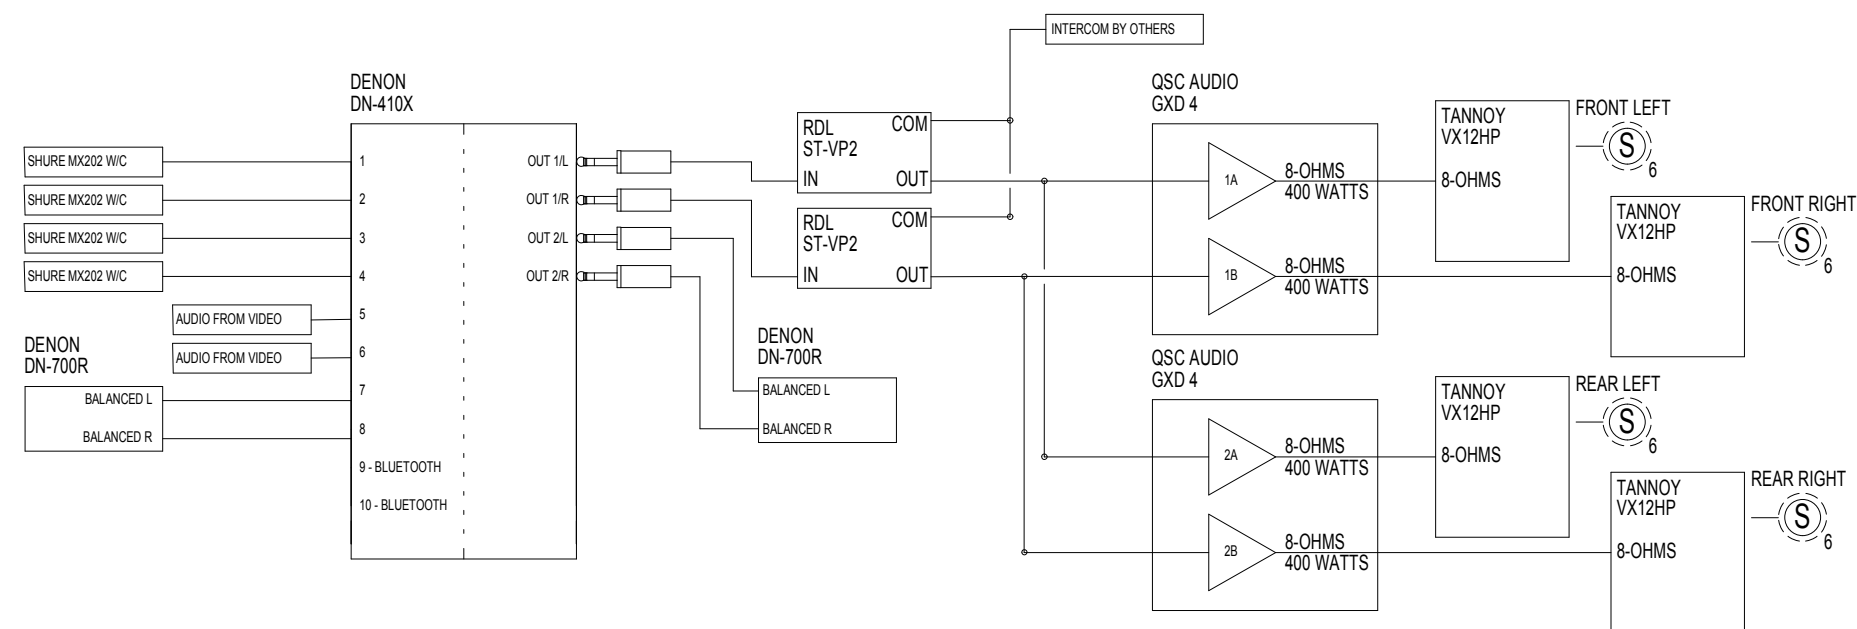 INTERCOM BY OTHERS
DENON
DN-410X
SHURE MX202 W/C
SHURE MX202 W/C
SHURE MX202 W/C
SHURE MX202 W/C
AUDIO FROM VIDEO
AUDIO FROM VIDEO
DENON
DN-700R
BALANCED L
BALANCED R
1
2
3
4
5
6
7
8
9 - BLUETOOTH
10 - BLUETOOTH
OUT 1/L
OUT 1/R
OUT 2/L
OUT 2/R
RDL
ST-VP2
COM
IN
OUT
RDL
ST-VP2
COM
IN
OUT
DENON
DN-700R
BALANCED L
BALANCED R
QSC AUDIO
GXD 4
1A
8-OHMS
400 WATTS
1B
8-OHMS
400 WATTS
QSC AUDIO
GXD 4
2A
8-OHMS
400 WATTS
2B
8-OHMS
400 WATTS
TANNOY
VX12HP
8-OHMS
FRONT LEFT
S
6
TANNOY
VX12HP
8-OHMS
FRONT RIGHT
S
6
TANNOY
VX12HP
8-OHMS
REAR LEFT
S
6
TANNOY
VX12HP
8-OHMS
REAR RIGHT
S
6